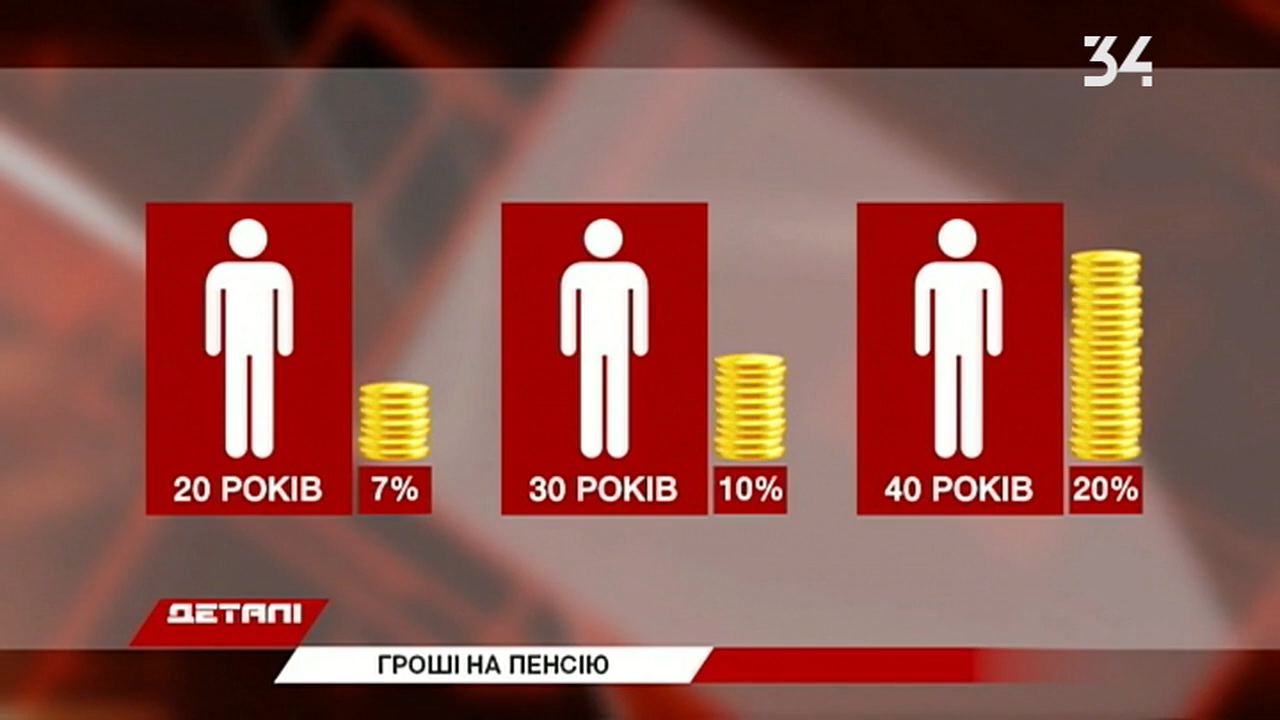 34
20 РОКІВ
7%
30 РОКІВ
10%
40 РОКІВ
20%
ДЕТАЛІ
ГРОШІ НА ПЕНСІЮ